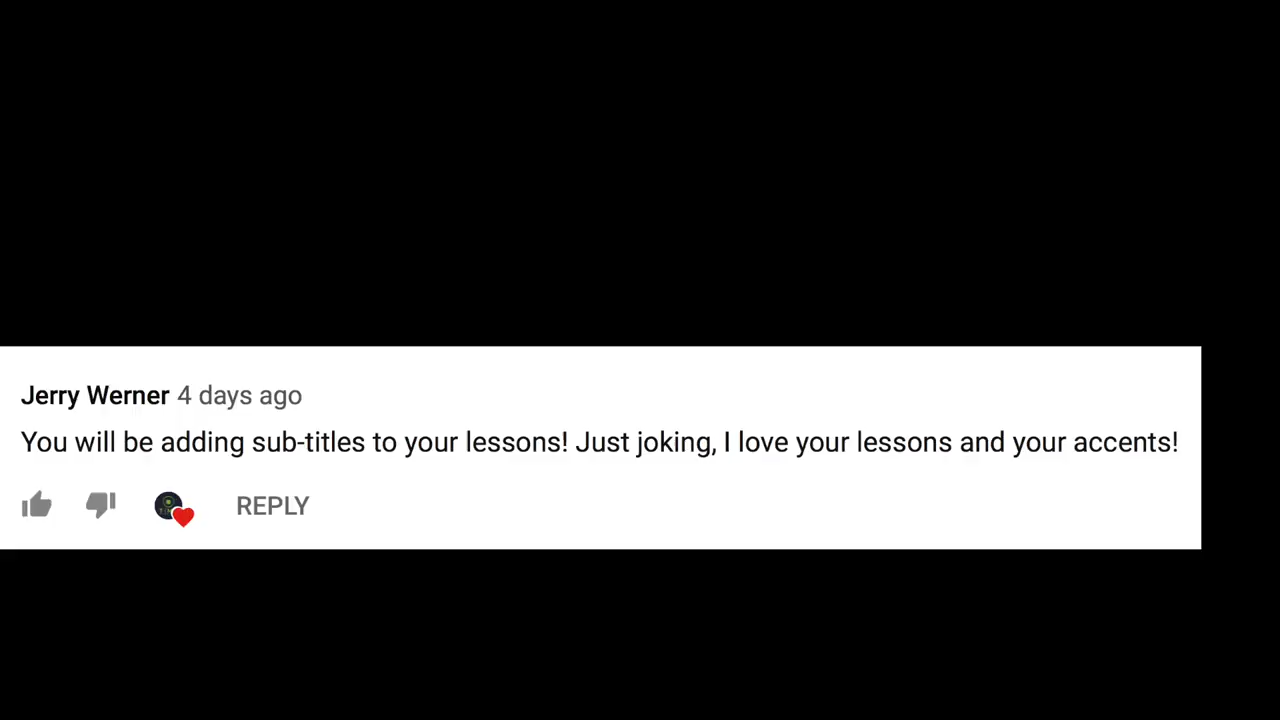 Jerry Werner 4 days ago
You will be adding sub-titles to your lessons! Just joking, I love your lessons and your accents!
REPLY